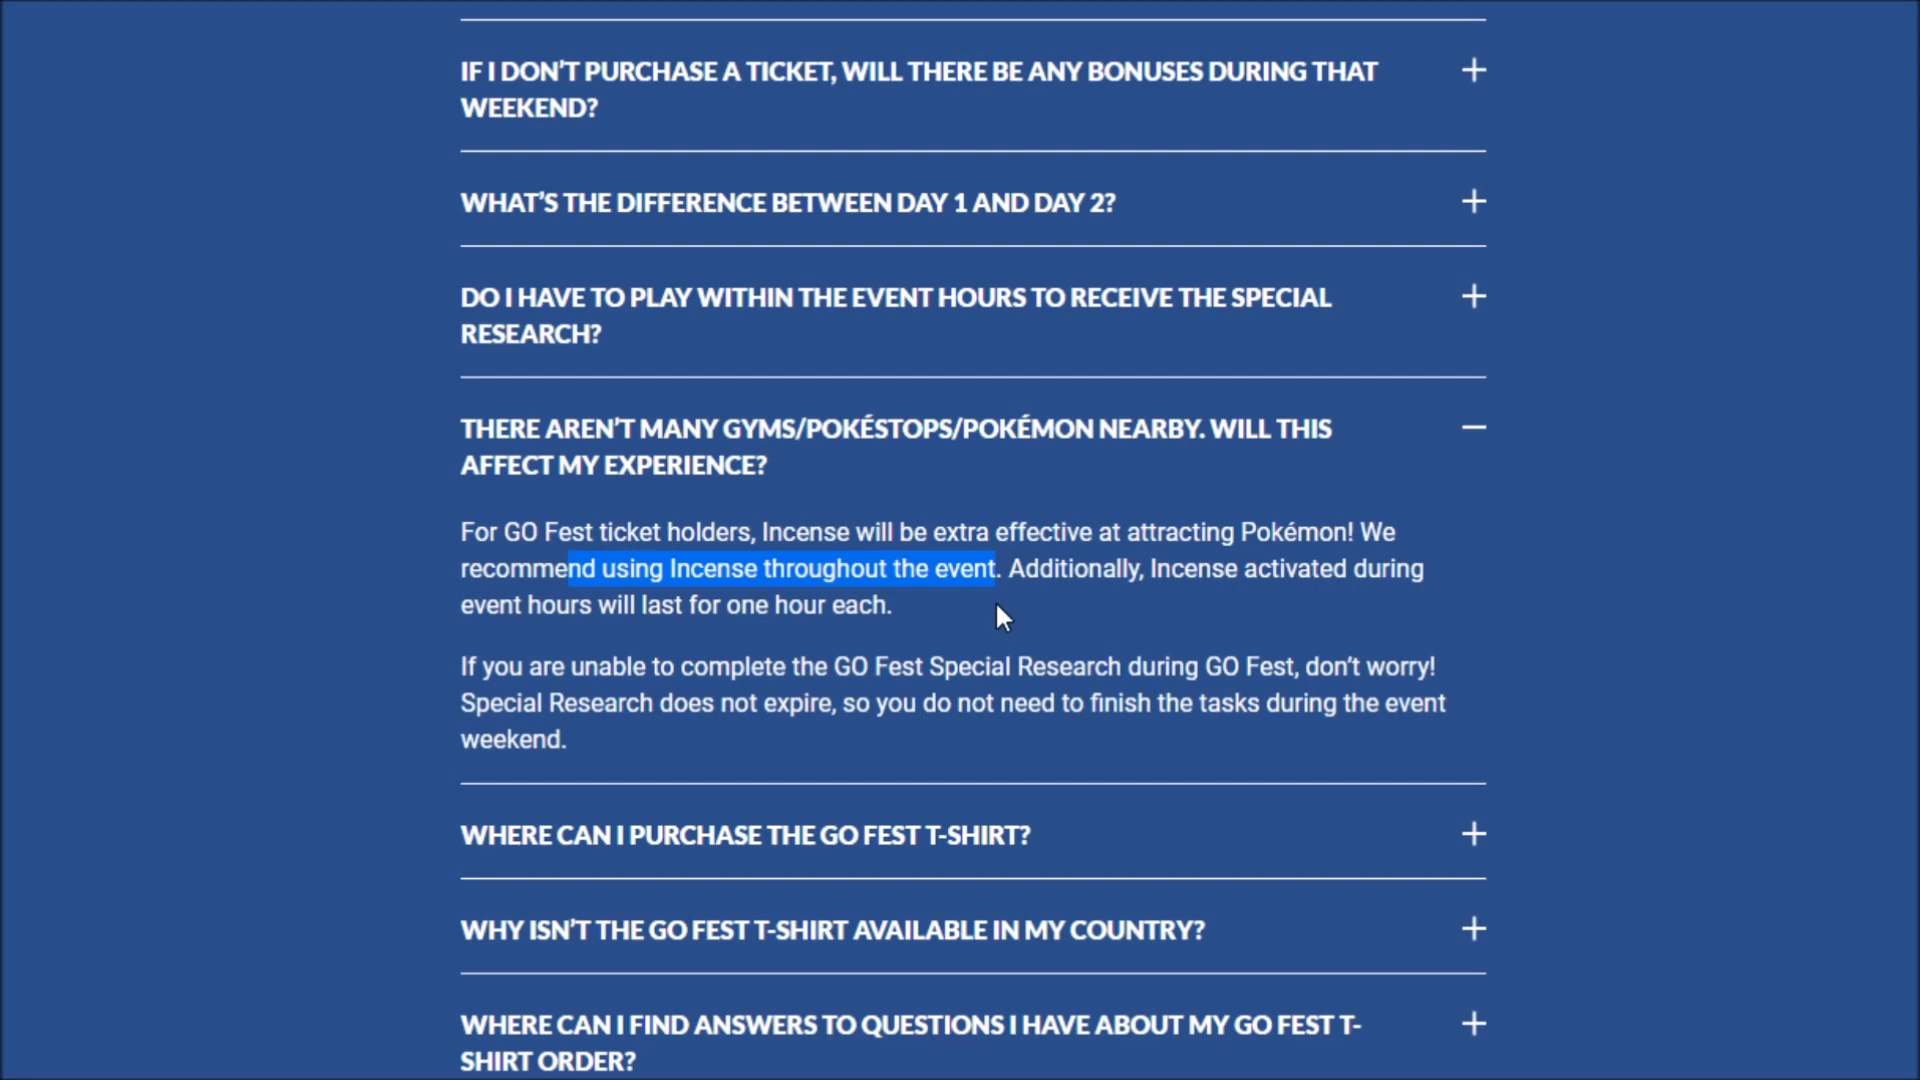 IF I DON'T PURCHASE A TICKET, WILL THERE BE ANY BONUSES DURING THAT
WEEKEND?
WHAT'S THE DIFFERENCE BETWEEN DAY 1 AND DAY 2?
DO I HAVE TO PLAY WITHIN THE EVENT HOURS TO RECEIVE THE SPECIAL
RESEARCH?
THERE AREN'T MANY GYMS/POKÉSTOPS/POKÉMON NEARBY. WILL THIS
AFFECT MY EXPERIENCE?
For GO Fest ticket holders, Incense will be extra effective at attracting Pokémon! We
recommend using Incense throughout the event. Additionally, Incense activated during
event hours will last for one hour each.
If you are unable to complete the GO Fest Special Research during GO Fest, don't worry!
Special Research does not expire, so you do not need to finish the tasks during the event
weekend.
WHERE CAN I PURCHASE THE GO FEST T-SHIRT?
WHY ISN'T THE GO FEST T-SHIRT AVAILABLE IN MY COUNTRY?
WHERE CAN I FIND ANSWERS TO QUESTIONS I HAVE ABOUT MY GO FEST T-
SHIRT ORDER?